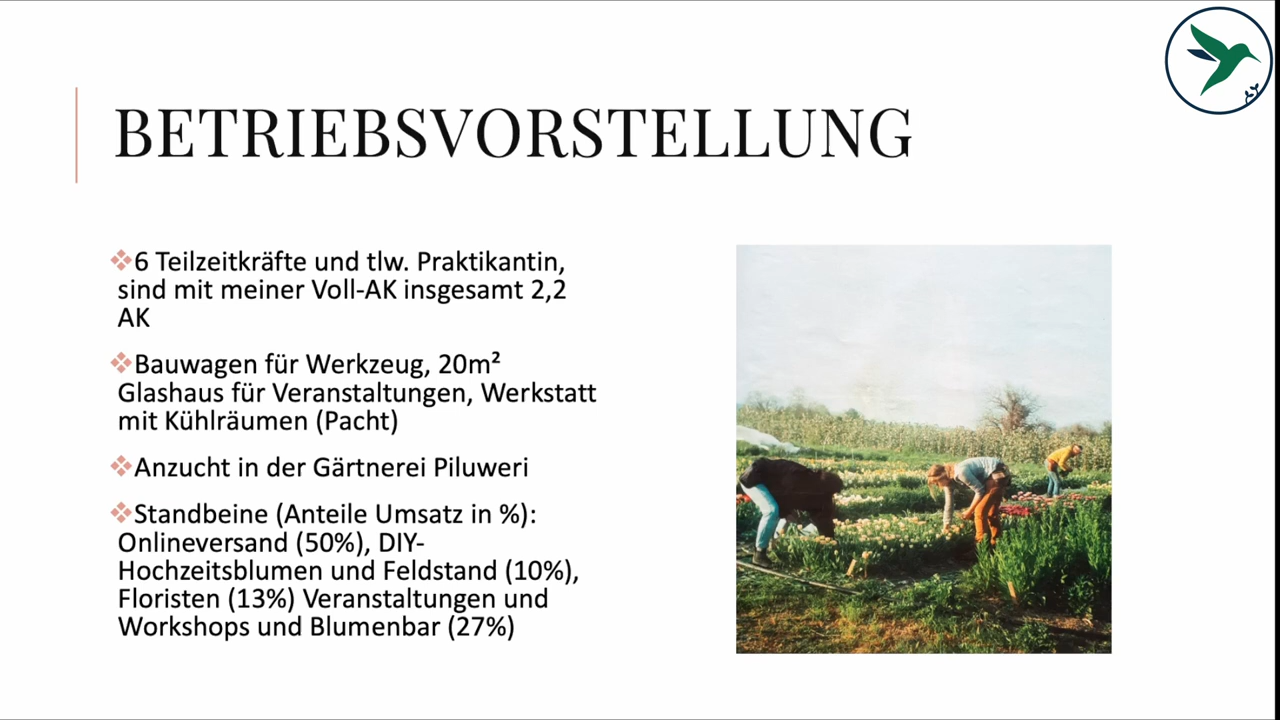 BETRIEBSVORSTELLUNG
❖6 Teilzeitkräfte und tlw. Praktikantin,
sind mit meiner Voll-AK insgesamt 2,2
AK
❖Bauwagen für Werkzeug, 20m²
Glashaus für Veranstaltungen, Werkstatt
mit Kühlräumen (Pacht)
❖Anzucht in der Gärtnerei Piluweri
❖Standbeine (Anteile Umsatz in %):
Onlineversand (50%), DIY-
Hochzeitsblumen und Feldstand (10%),
Floristen (13%) Veranstaltungen und
Workshops und Blumenbar (27%)